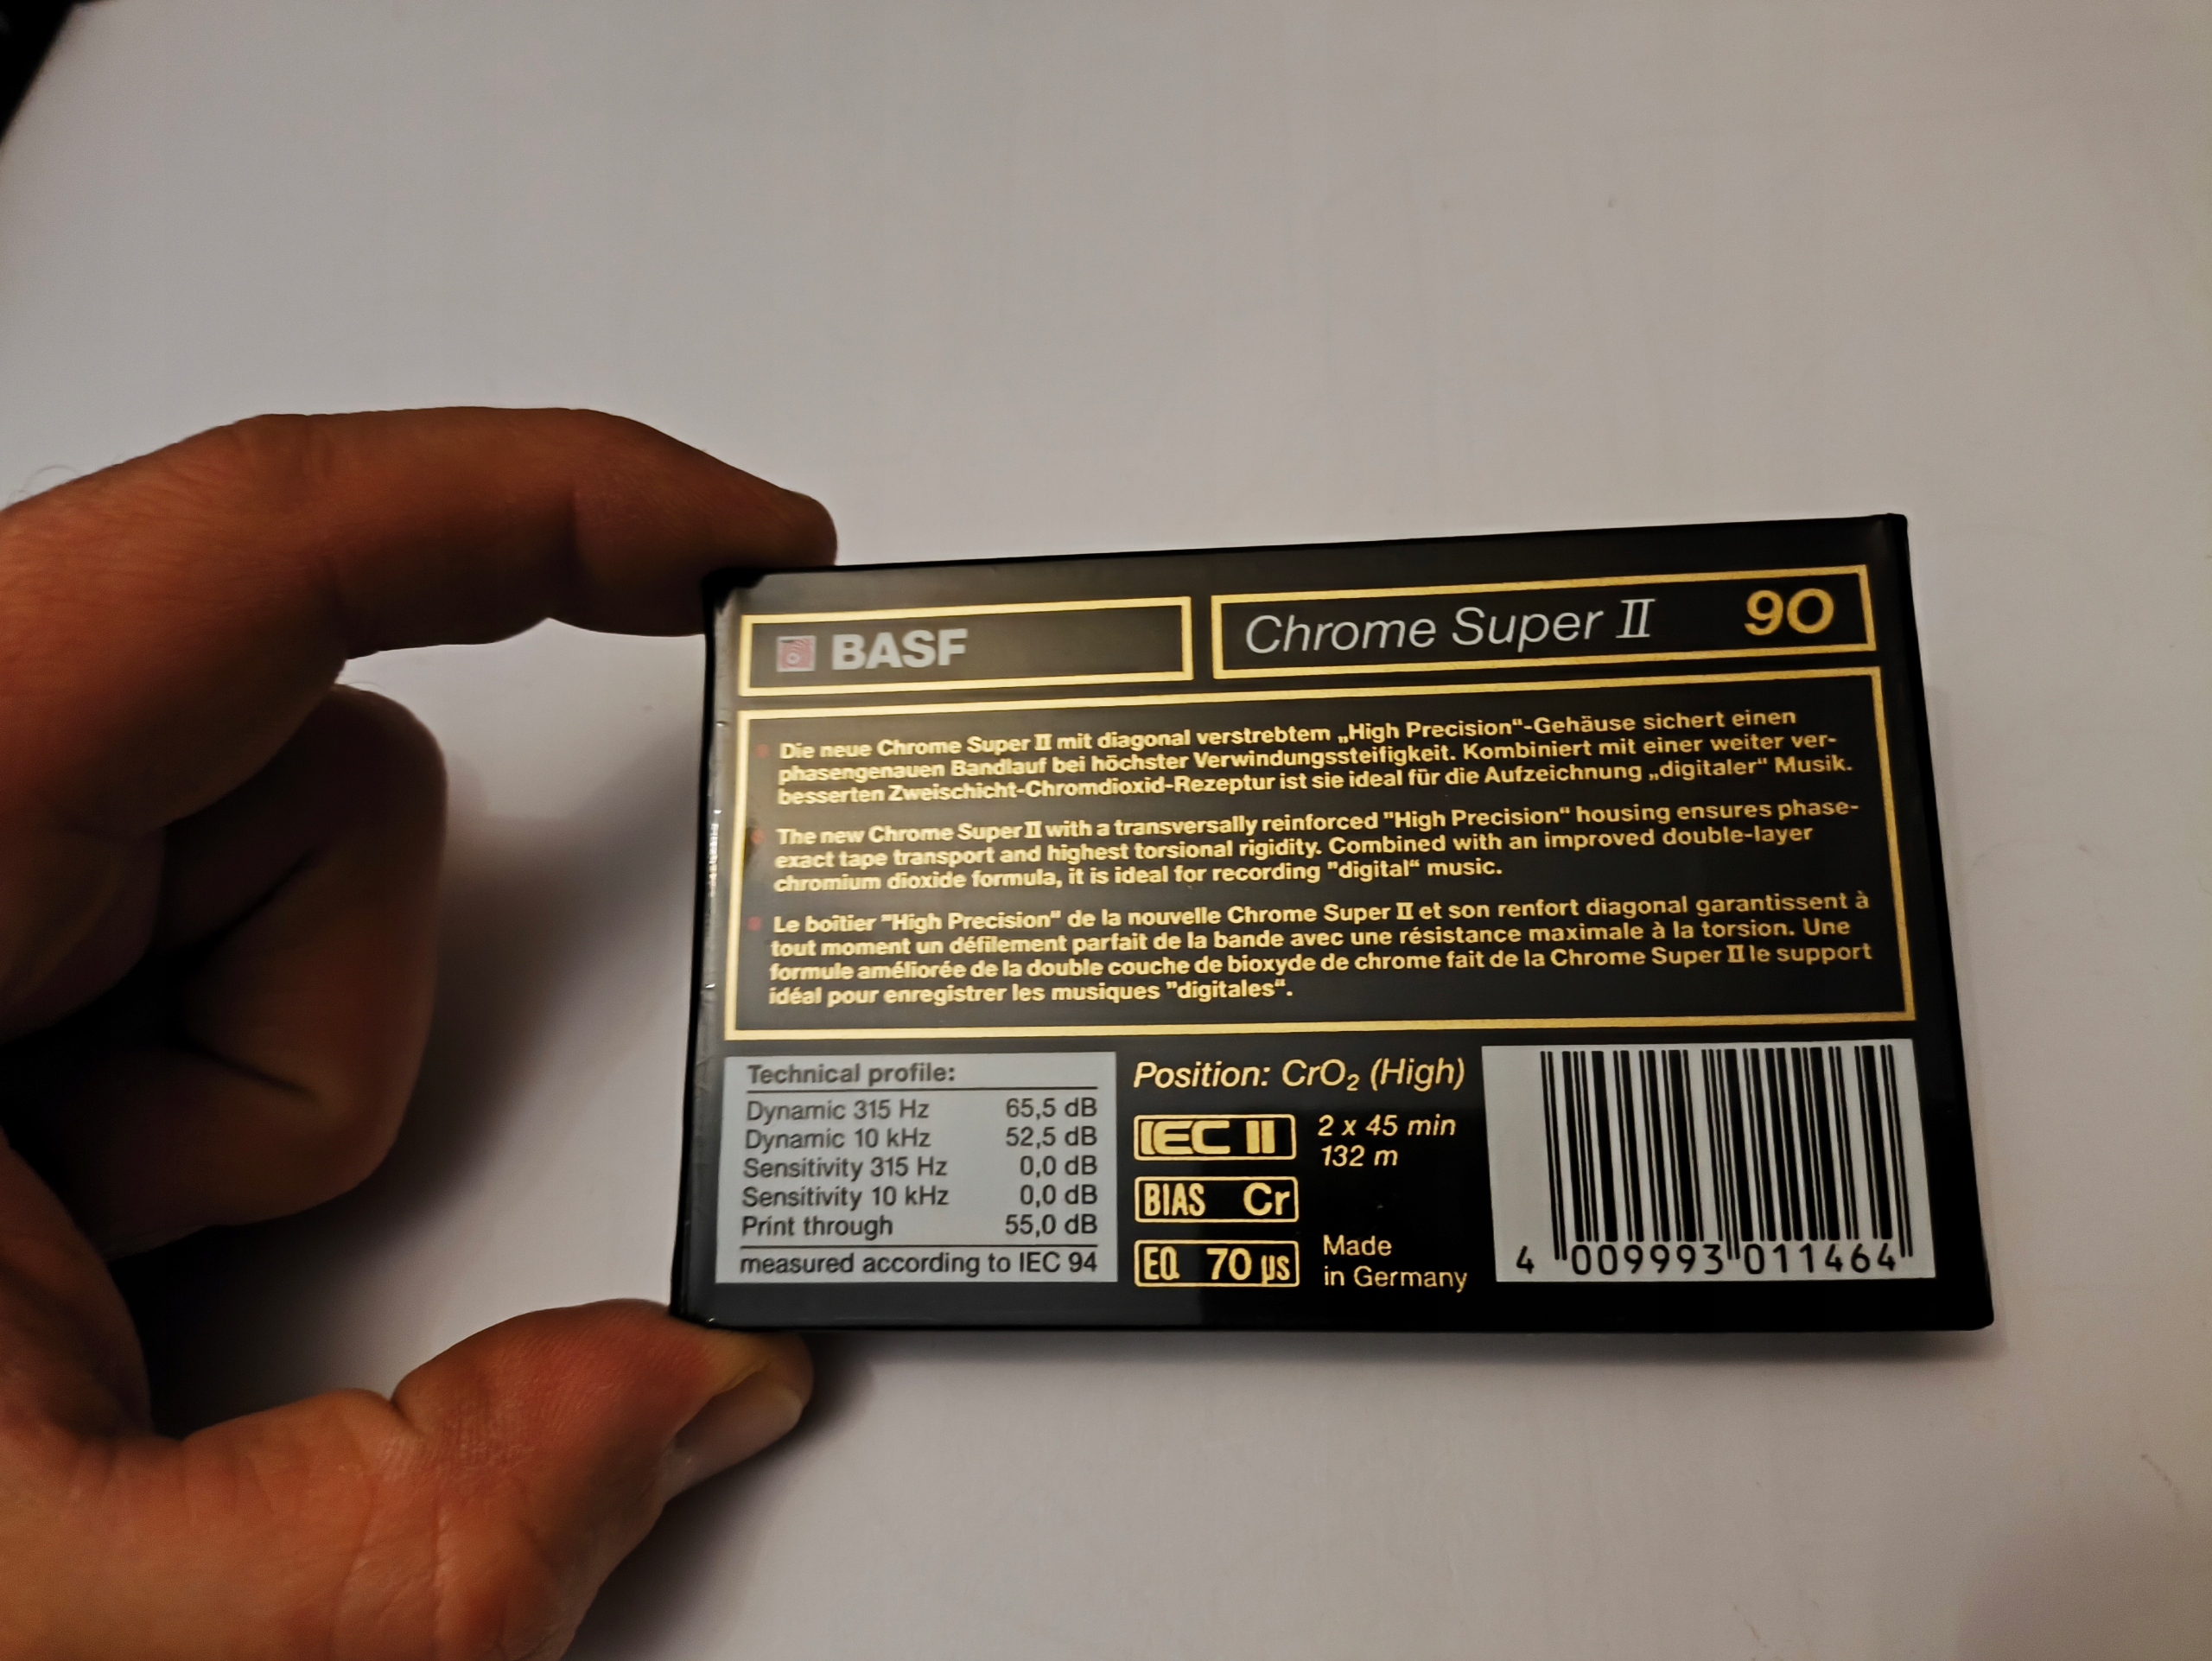 BASF
Chrome Super II 90
Die neue Chrome Super II mit diagonal verstrebtem „High Precision“-Gehäuse sichert einen
phasengenauen Bandlauf bei höchster Verwindungssteifigkeit. Kombiniert mit einer weiter ver-
besserten Zweischicht-Chromdioxid-Rezeptur ist sie ideal für die Aufzeichnung „digitaler“ Musik.
The new Chrome Super II with a transversally reinforced "High Precision“ housing ensures phase-
exact tape transport and highest torsional rigidity. Combined with an improved double-layer
chromium dioxide formula, it is ideal for recording "digital“ music.
Le boîtier "High Precision“ de la nouvelle Chrome Super II et son renfort diagonal garantissent à
tout moment un défilement parfait de la bande avec une résistance maximale à la torsion. Une
formule améliorée de la double couche de bioxyde de chrome fait de la Chrome Super II le support
idéal pour enregistrer les musiques "digitales“.
Technical profile:
Dynamic 315 Hz 65,5 dB
Dynamic 10 kHz 52,5 dB
Sensitivity 315 Hz 0,0 dB
Sensitivity 10 kHz 0,0 dB
Print through 55,0 dB
measured according to IEC 94
Position: CrO₂ (High)
IEC II
2 x 45 min
132 m
BIAS Cr
EQ 70 µs
Made
in Germany
4 009993 011464